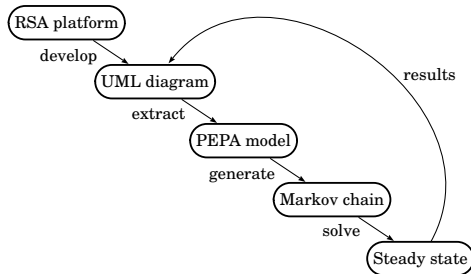 RSA platform
develop
UML diagram
results
extract
PEPA model
generate
Markov chain
solve
Steady state